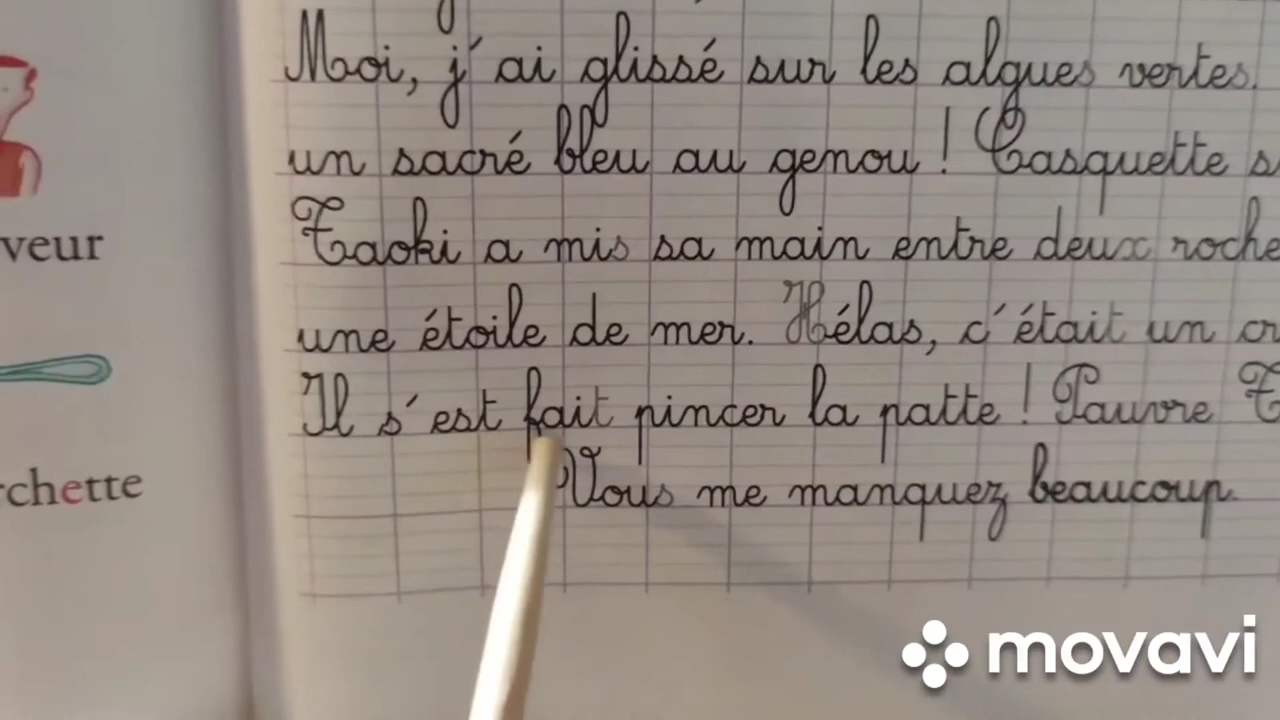 Moi, j'ai glissé sur les algues vertes.
un sacré bleu au genou ! Casquette
Taoki a mis sa main entre deux
une étoile de mer. Hélas, c'était un
Il s'est fait pincer la patte ! Pauvre
Vous me manquez beaucoup.
veur
chette
movavi